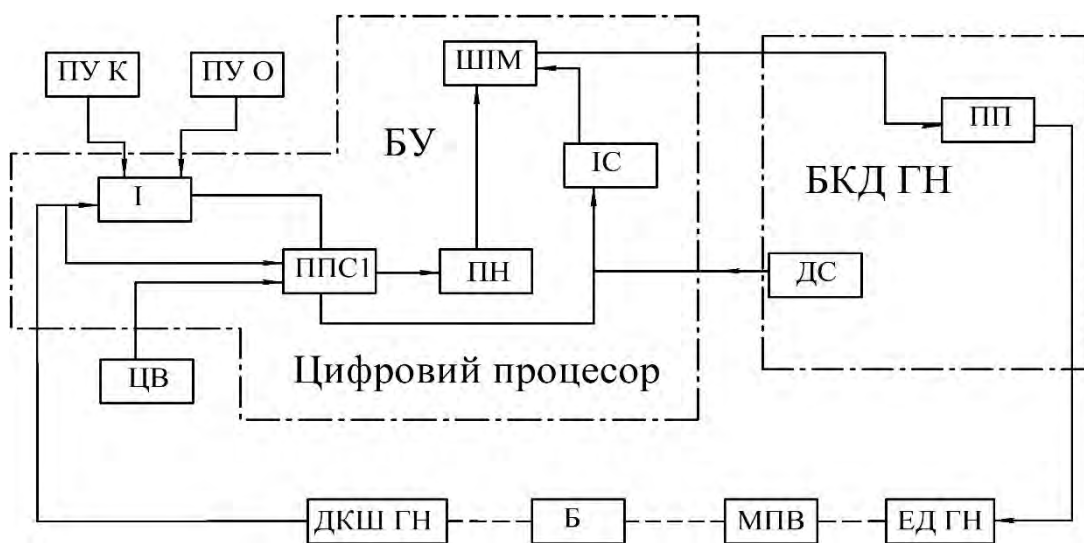 ШІМ
ПУ К
ПУ О
ПП
БУ
ІС
БКД ГН
І
ППС1
ПН
ДС
ЦВ
Цифровий процесор
ДКШ ГН
Б
МПВ
ЕД ГН